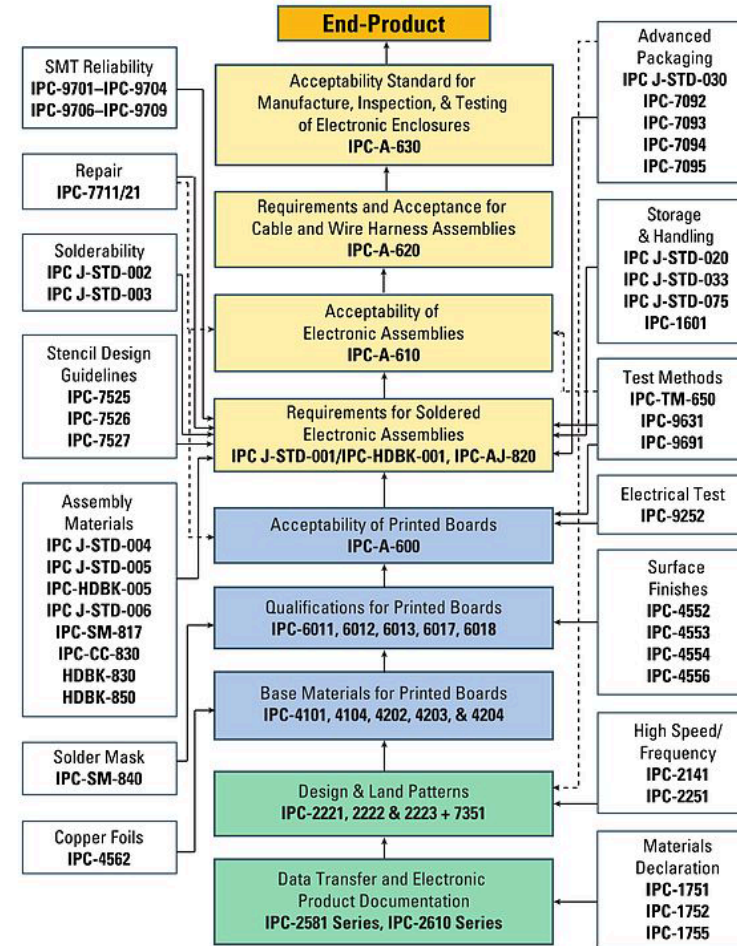 End-Product
Acceptability Standard for
Manufacture, Inspection, & Testing
of Electronic Enclosures
IPC-A-630
Requirements and Acceptance for
Cable and Wire Harness Assemblies
IPC-A-620
Acceptability of
Electronic Assemblies
IPC-A-610
Requirements for Soldered
Electronic Assemblies
IPC J-STD-001/IPC-HDBK-001, IPC-AJ-820
Acceptability of Printed Boards
IPC-A-600
Qualifications for Printed Boards
IPC-6011, 6012, 6013, 6017, 6018
Base Materials for Printed Boards
IPC-4101, 4104, 4202, 4203, & 4204
Design & Land Patterns
IPC-2221, 2222 & 2223 + 7351
Data Transfer and Electronic
Product Documentation
IPC-2581 Series, IPC-2610 Series
SMT Reliability
IPC-9701–IPC-9704
IPC-9706–IPC-9709
Repair
IPC-7711/21
Solderability
IPC J-STD-002
IPC J-STD-003
Stencil Design
Guidelines
IPC-7525
IPC-7526
IPC-7527
Assembly
Materials
IPC J-STD-004
IPC J-STD-005
IPC-HDBK-005
IPC J-STD-006
IPC-SM-817
IPC-CC-830
HDBK-830
HDBK-850
Solder Mask
IPC-SM-840
Copper Foils
IPC-4562
Advanced
Packaging
IPC J-STD-030
IPC-7092
IPC-7093
IPC-7094
IPC-7095
Storage
& Handling
IPC J-STD-020
IPC J-STD-033
IPC J-STD-075
IPC-1601
Test Methods
IPC-TM-650
IPC-9631
IPC-9691
Electrical Test
IPC-9252
Surface
Finishes
IPC-4552
IPC-4553
IPC-4554
IPC-4556
High Speed/
Frequency
IPC-2141
IPC-2251
Materials
Declaration
IPC-1751
IPC-1752
IPC-1755